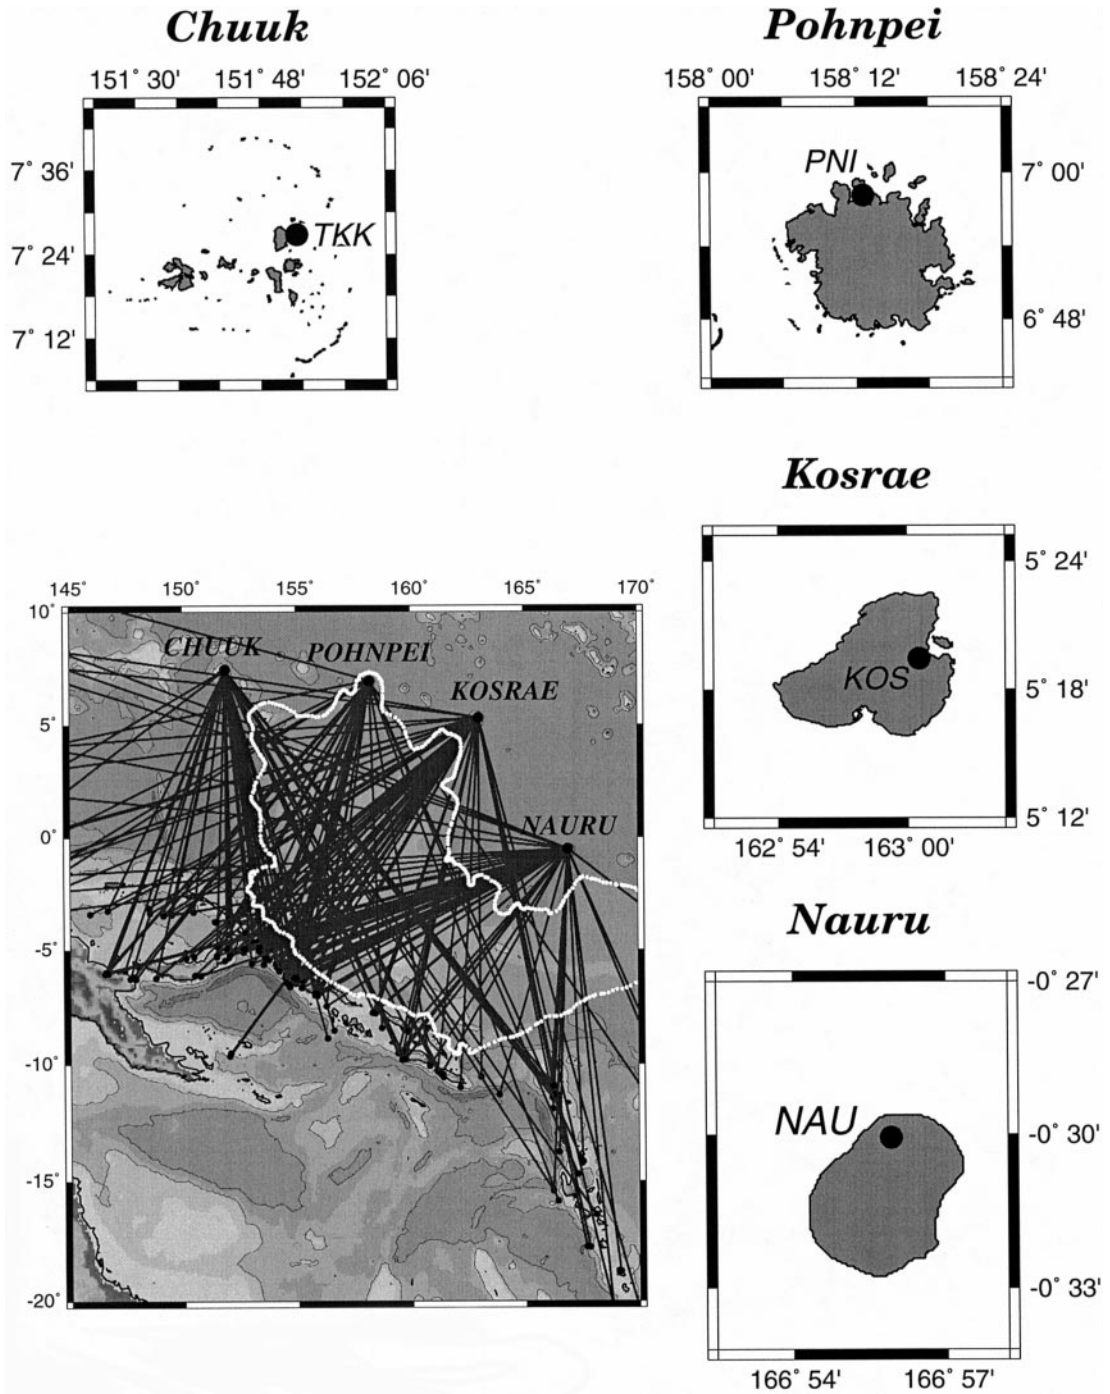 Chuuk
151° 30' 151° 48' 152° 06'
7° 36'
7° 24'
7° 12'
TKK
Pohnpei
158° 00' 158° 12' 158° 24'
PNI
7° 00'
6° 48'
Kosrae
5° 24'
5° 18'
5° 12'
KOS
162° 54' 163° 00'
145° 150° 155° 160° 165° 170°
10°
5°
0°
-5°
-10°
-15°
-20°
CHUUK
POHNPEI
KOSRAE
NAURU
Nauru
-0° 27'
-0° 30'
-0° 33'
NAU
166° 54' 166° 57'